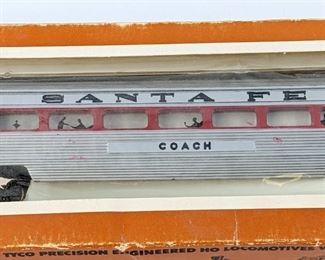 SANTA FE
COACH
TYCO PRECISION ENGINEERED HO LOCOMOTIVES